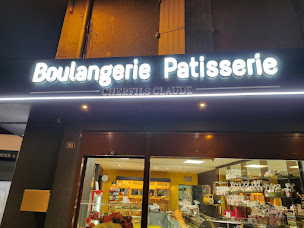 Boulangerie Patisserie
CHERFILS CLAUDE